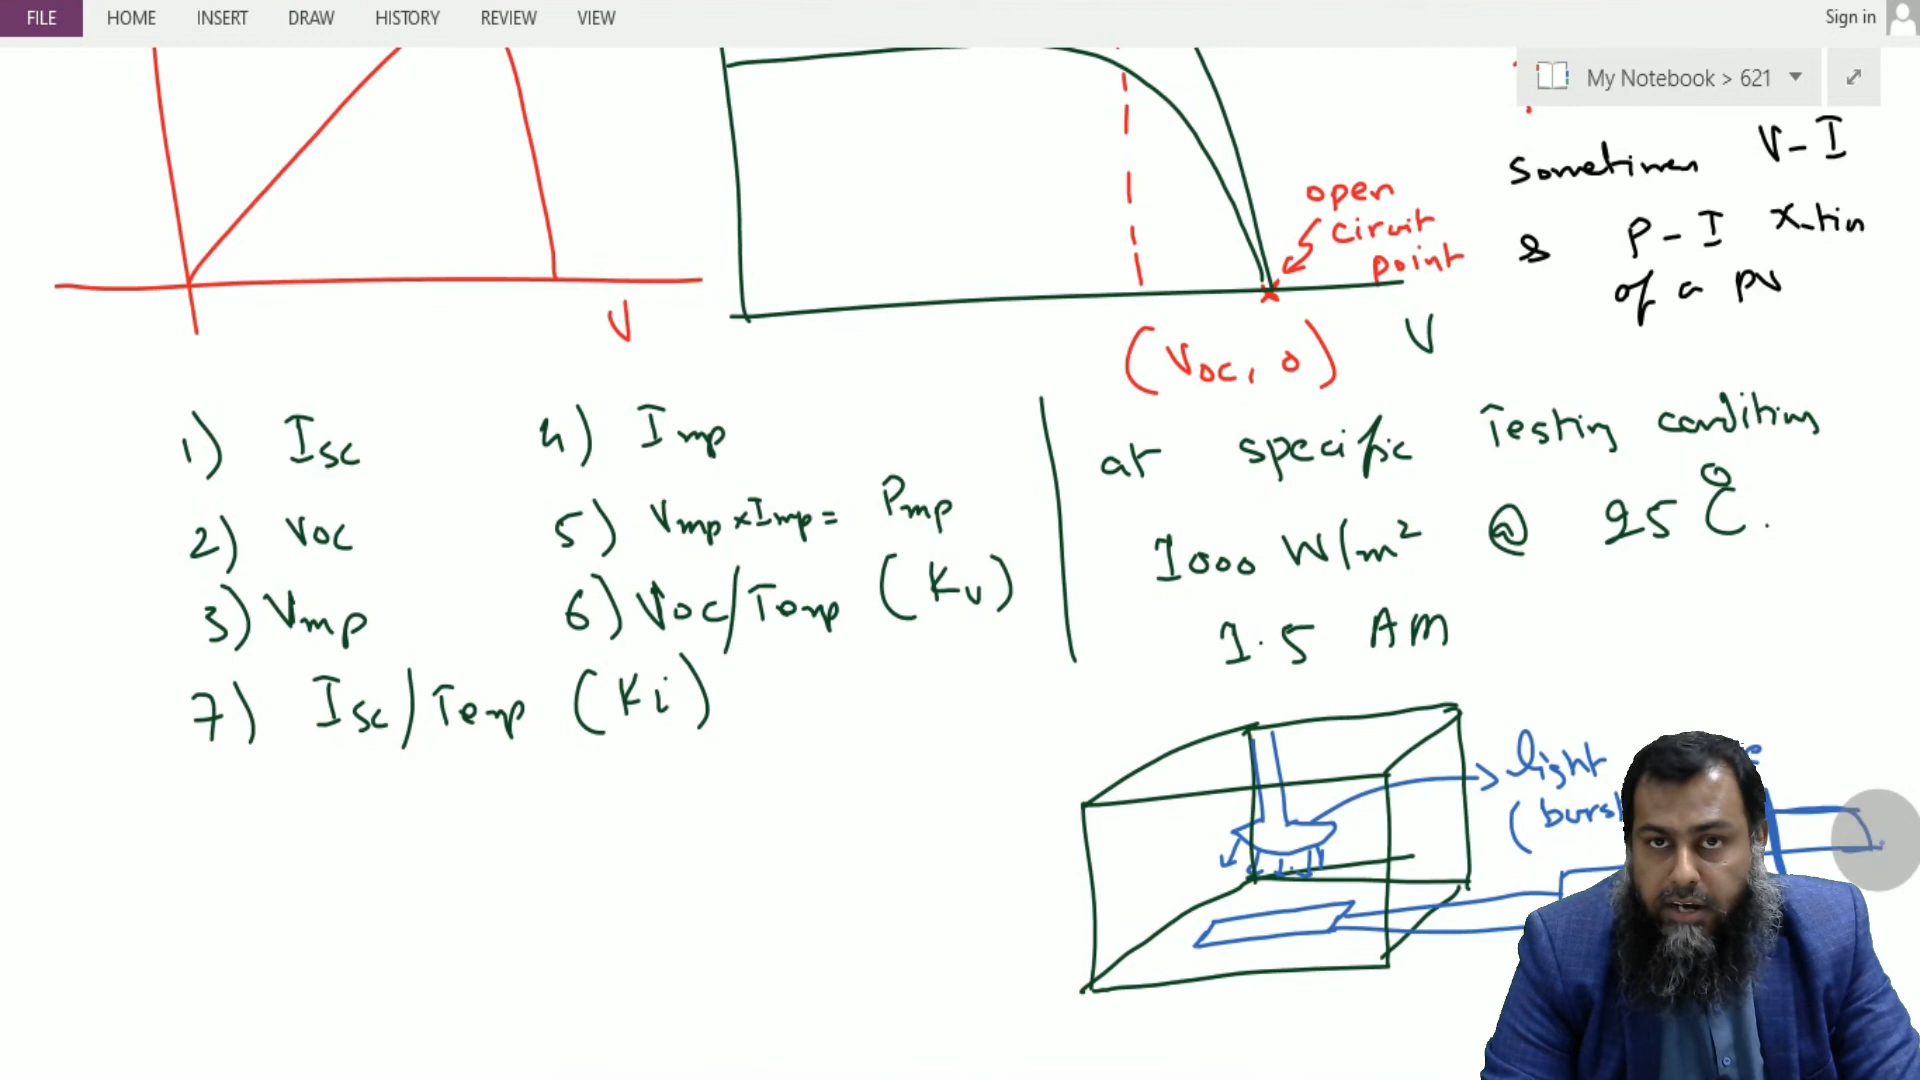 FILE HOME INSERT DRAW HISTORY REVIEW VIEW Sign in
My Notebook > 621
sometimes V-I
& P-I X-tin
of a PV
open
circuit
point
V
(Voc, 0) V
1) Isc
2) Voc
3) Vmp
4) Imp
5) Vmp x Imp = Pmp
6) Voc/Temp (Kv)
7) Isc/Temp (Ki)
at specific Testing conditions
1000 W/m² @ 25°C.
1.5 AM
light